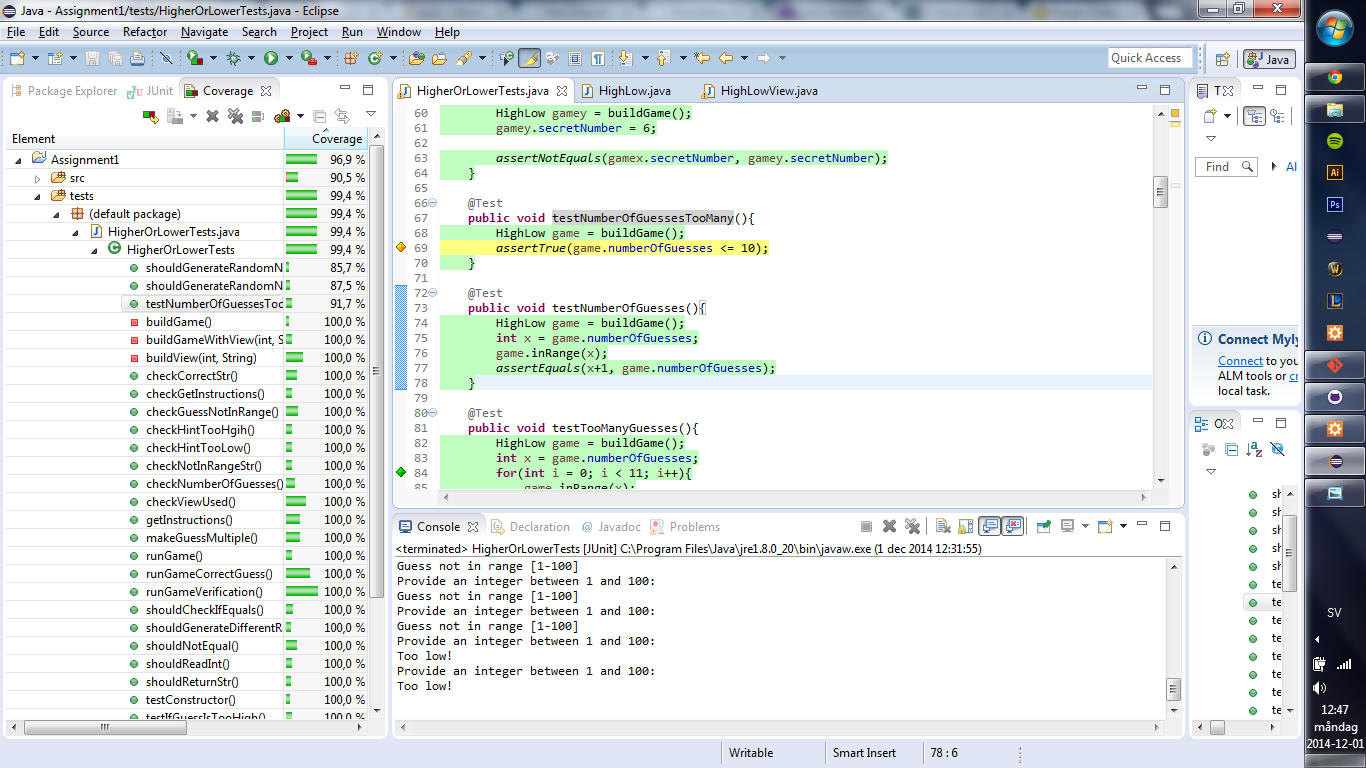 Java - Assignment1/tests/HigherOrLowerTests.java - Eclipse
File Edit Source Refactor Navigate Search Project Run Window Help
Quick Access
Java
Package Explorer JUnit Coverage
Element Coverage
Assignment1 96,9 %
src 90,5 %
tests 99,4 %
(default package) 99,4 %
HigherOrLowerTests.java 99,4 %
HigherOrLowerTests 99,4 %
shouldGenerateRandomN 85,7 %
shouldGenerateRandomN 87,5 %
testNumberOfGuessesToo 91,7 %
buildGame() 100,0 %
buildGameWithView(int, S 100,0 %
buildView(int, String) 100,0 %
checkCorrectStr() 100,0 %
checkGetInstructions() 100,0 %
checkGuessNotInRange() 100,0 %
checkHintTooHgih() 100,0 %
checkHintTooLow() 100,0 %
checkNotInRangeStr() 100,0 %
checkNumberOfGuesses() 100,0 %
checkViewUsed() 100,0 %
getInstructions() 100,0 %
makeGuessMultiple() 100,0 %
runGame() 100,0 %
runGameCorrectGuess() 100,0 %
runGameVerification() 100,0 %
shouldCheckIfEquals() 100,0 %
shouldGenerateDifferentR 100,0 %
shouldNotEqual() 100,0 %
shouldReadInt() 100,0 %
shouldReturnStr() 100,0 %
testConstructor() 100,0 %
testIfGuessIsTooHigh() 100,0 %
HigherOrLowerTests.java HighLow.java HighLowView.java
60 HighLow gamey = buildGame();
61 gamey.secretNumber = 6;
62
63 assertNotEquals(gamex.secretNumber, gamey.secretNumber);
64 }
65
66 @Test
67 public void testNumberOfGuessesTooMany(){
68 HighLow game = buildGame();
69 assertTrue(game.numberOfGuesses <= 10);
70 }
71
72 @Test
73 public void testNumberOfGuesses(){
74 HighLow game = buildGame();
75 int x = game.numberOfGuesses;
76 game.inRange(x);
77 assertEquals(x+1, game.numberOfGuesses);
78 }
79
80 @Test
81 public void testTooManyGuesses(){
82 HighLow game = buildGame();
83 int x = game.numberOfGuesses;
84 for(int i = 0; i < 11; i++){
85 game.inRange(x);
Console Declaration @ Javadoc Problems
<terminated> HigherOrLowerTests [JUnit] C:\Program Files\Java\jre1.8.0_20\bin\javaw.exe (1 dec 2014 12:31:55)
Guess not in range [1-100]
Provide an integer between 1 and 100:
Guess not in range [1-100]
Provide an integer between 1 and 100:
Guess not in range [1-100]
Provide an integer between 1 and 100:
Too low!
Provide an integer between 1 and 100:
Too low!
T
Find Al
Connect Myly
Connect to you
ALM tools or cr
local task.
O
sh
sh
sh
sh
sh
te
te
te
te
te
te
te
te
Writable Smart Insert 78 : 6
Ai
Ps
SV
12:47
måndag
2014-12-01